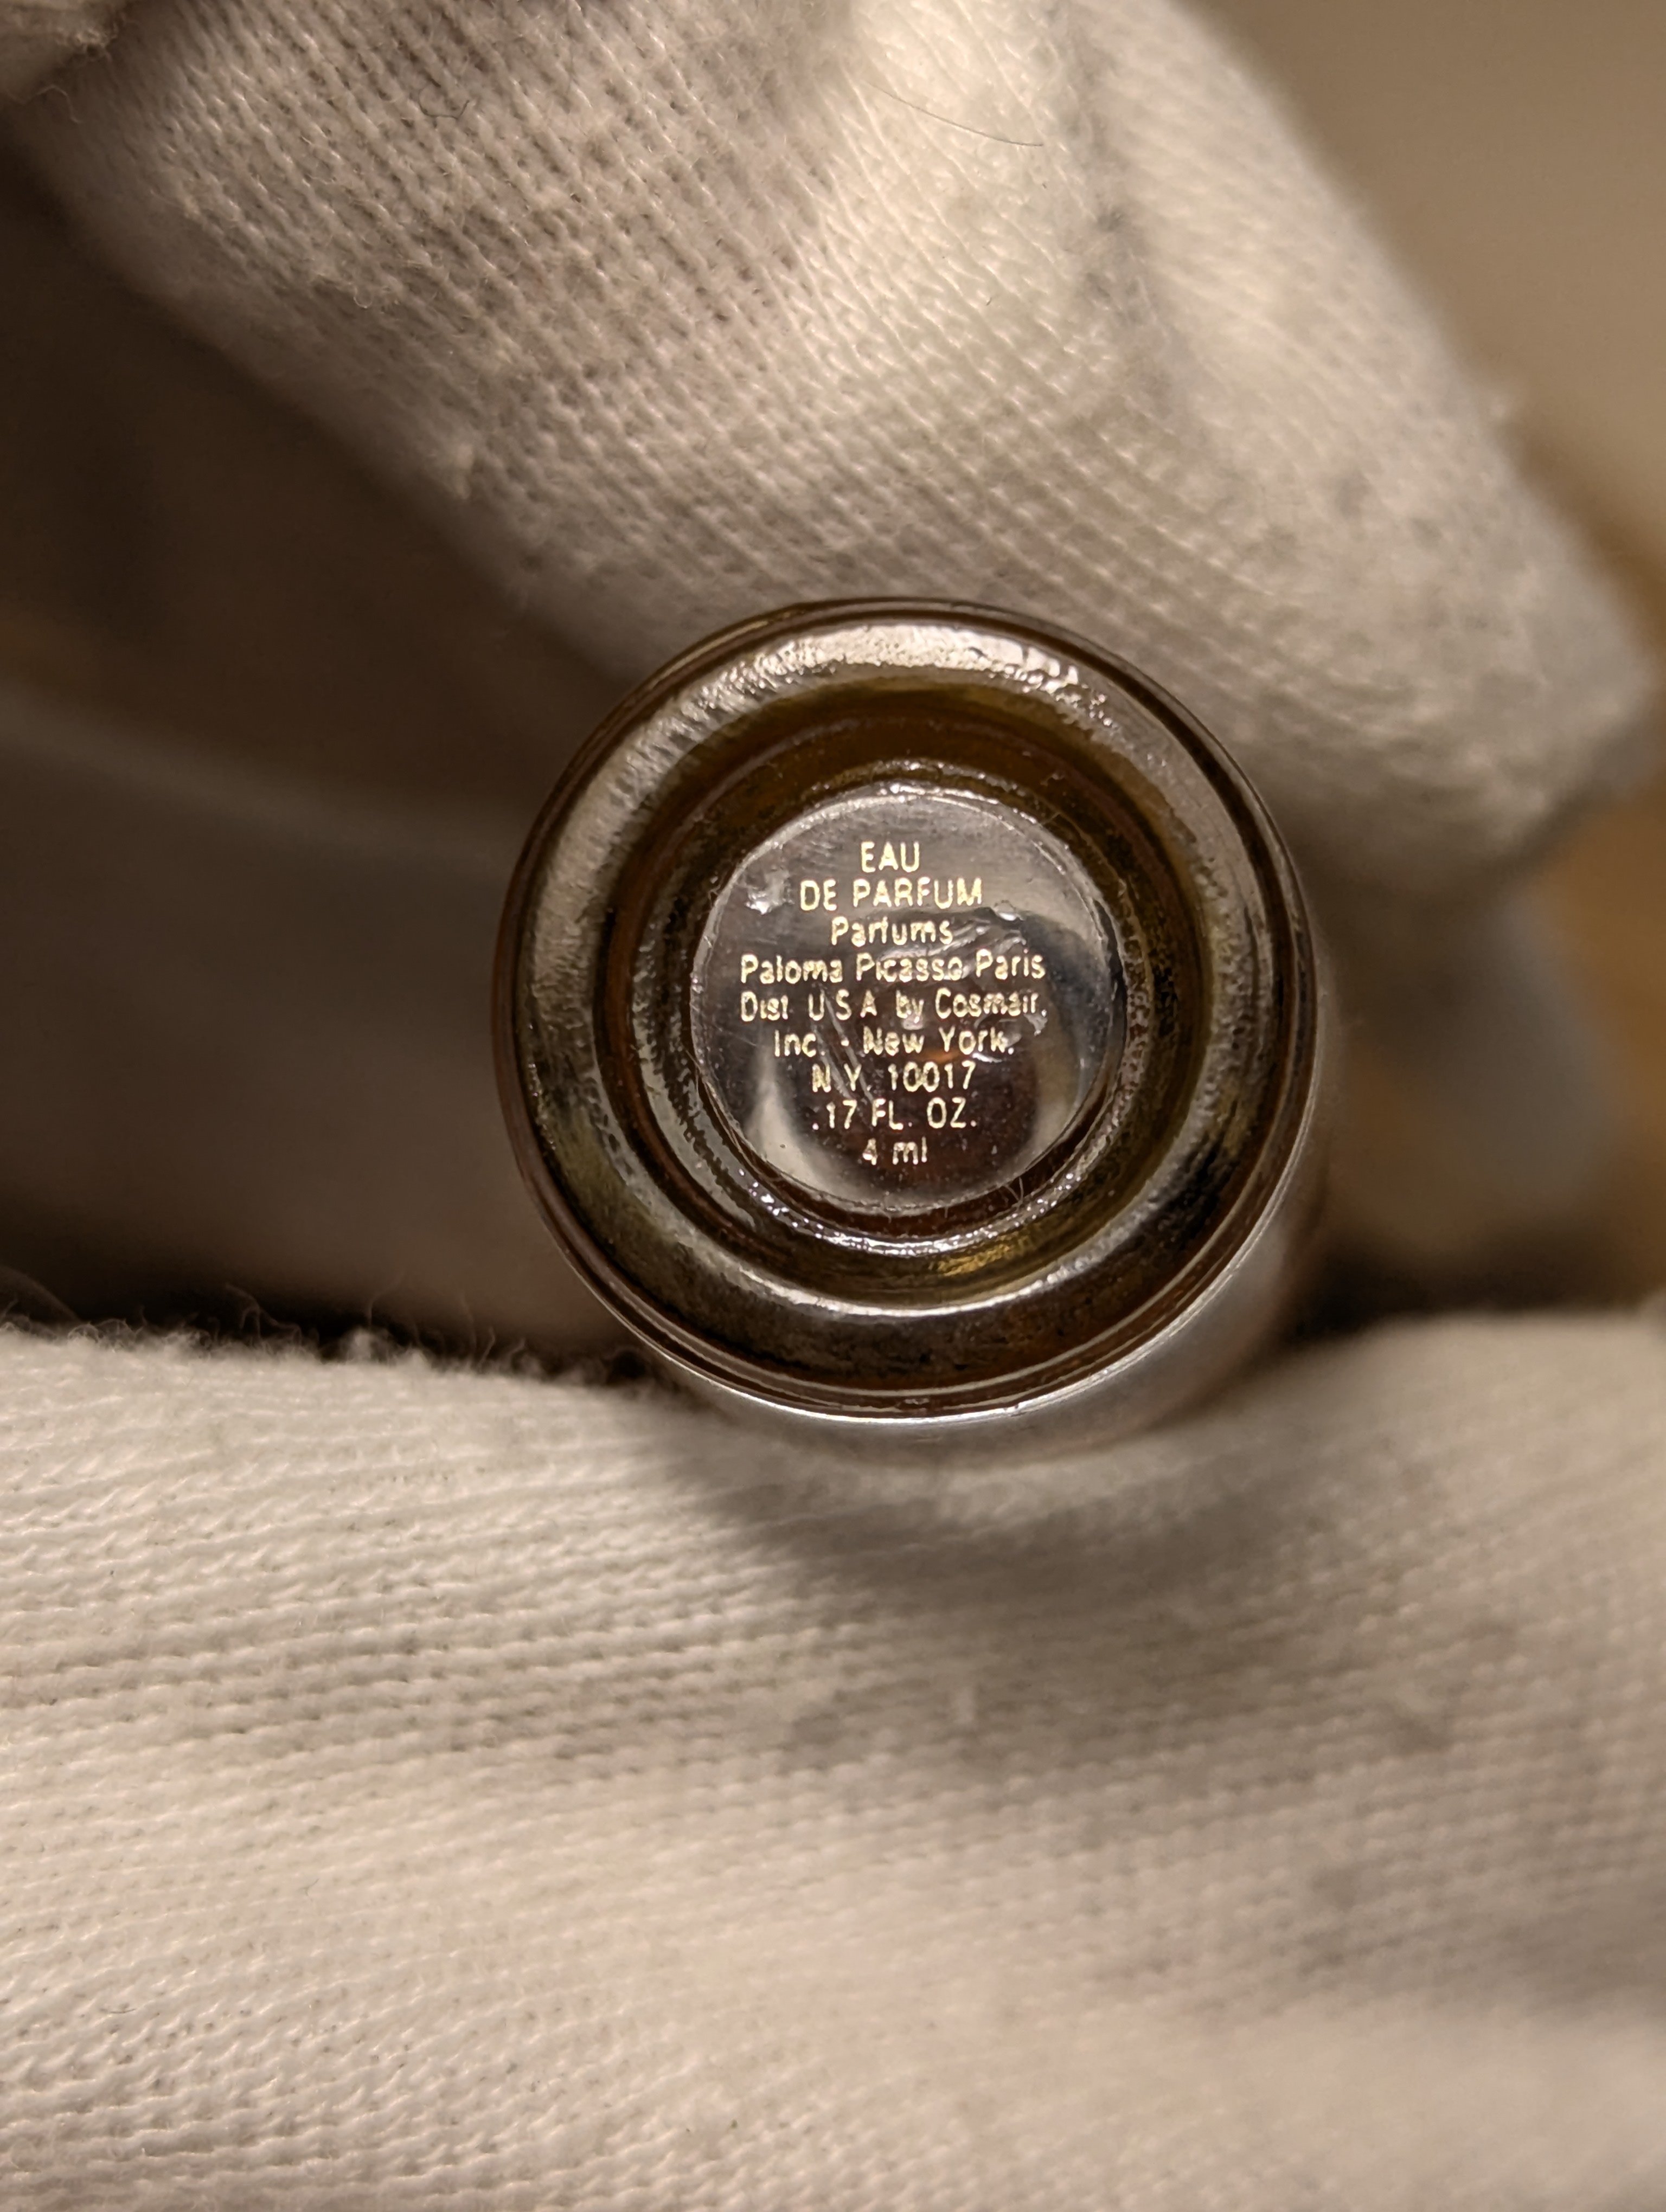 EAU
DE PARFUM
Parfums
Paloma Picasso Paris
Dist. U.S.A. by Cosmair,
Inc. - New York,
N.Y. 10017
.17 FL. OZ.
4 ml